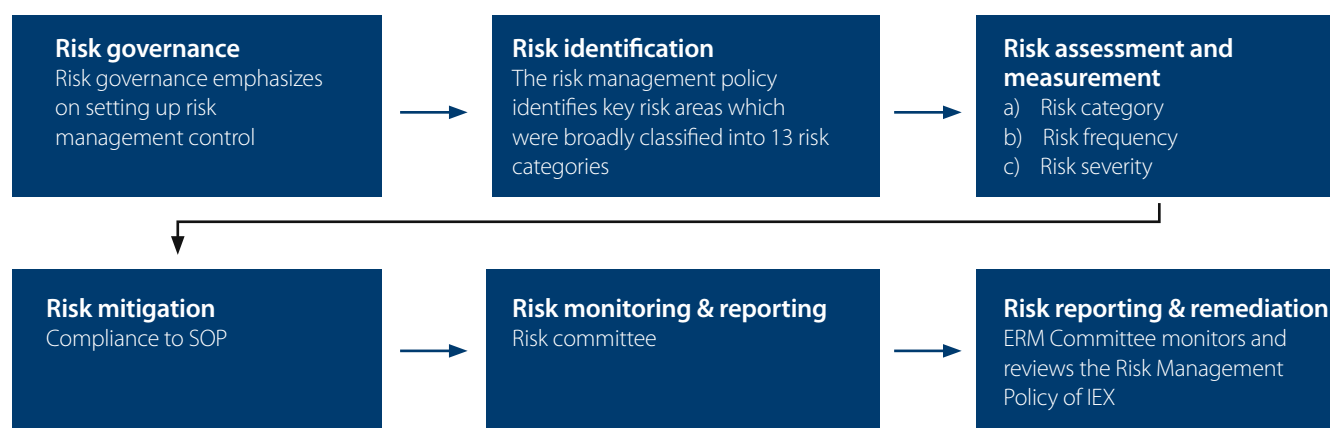 Risk governance
Risk governance emphasizes
on setting up risk
management control
Risk identification
The risk management policy
identifies key risk areas which
were broadly classified into 13 risk
categories
Risk assessment and
measurement
a) Risk category
b) Risk frequency
c) Risk severity
Risk mitigation
Compliance to SOP
Risk monitoring & reporting
Risk committee
Risk reporting & remediation
ERM Committee monitors and
reviews the Risk Management
Policy of IEX